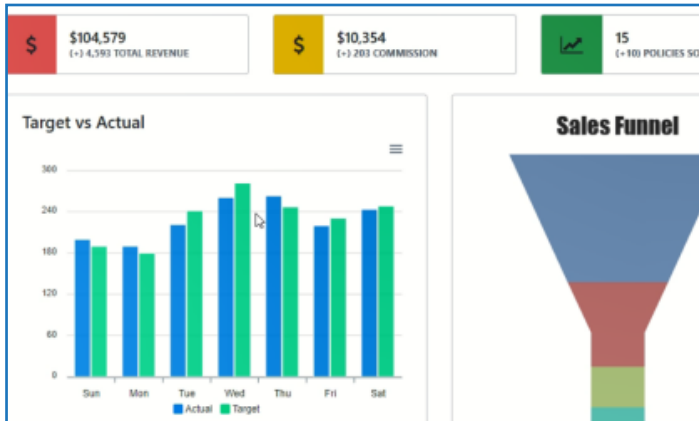 $104,579
(+) 4,593 TOTAL REVENUE
$10,354
(+) 203 COMMISSION
15
(+10) POLICIES SO
Target vs Actual
Sales Funnel
300
240
180
120
60
0
Sun Mon Tue Wed Thu Fri Sat
Actual Target